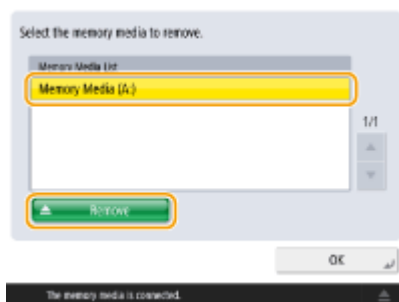 Select the memory media to remove.
Memory Media List
Memory Media (A:)
1/1
Remove
OK
The memory media is connected.